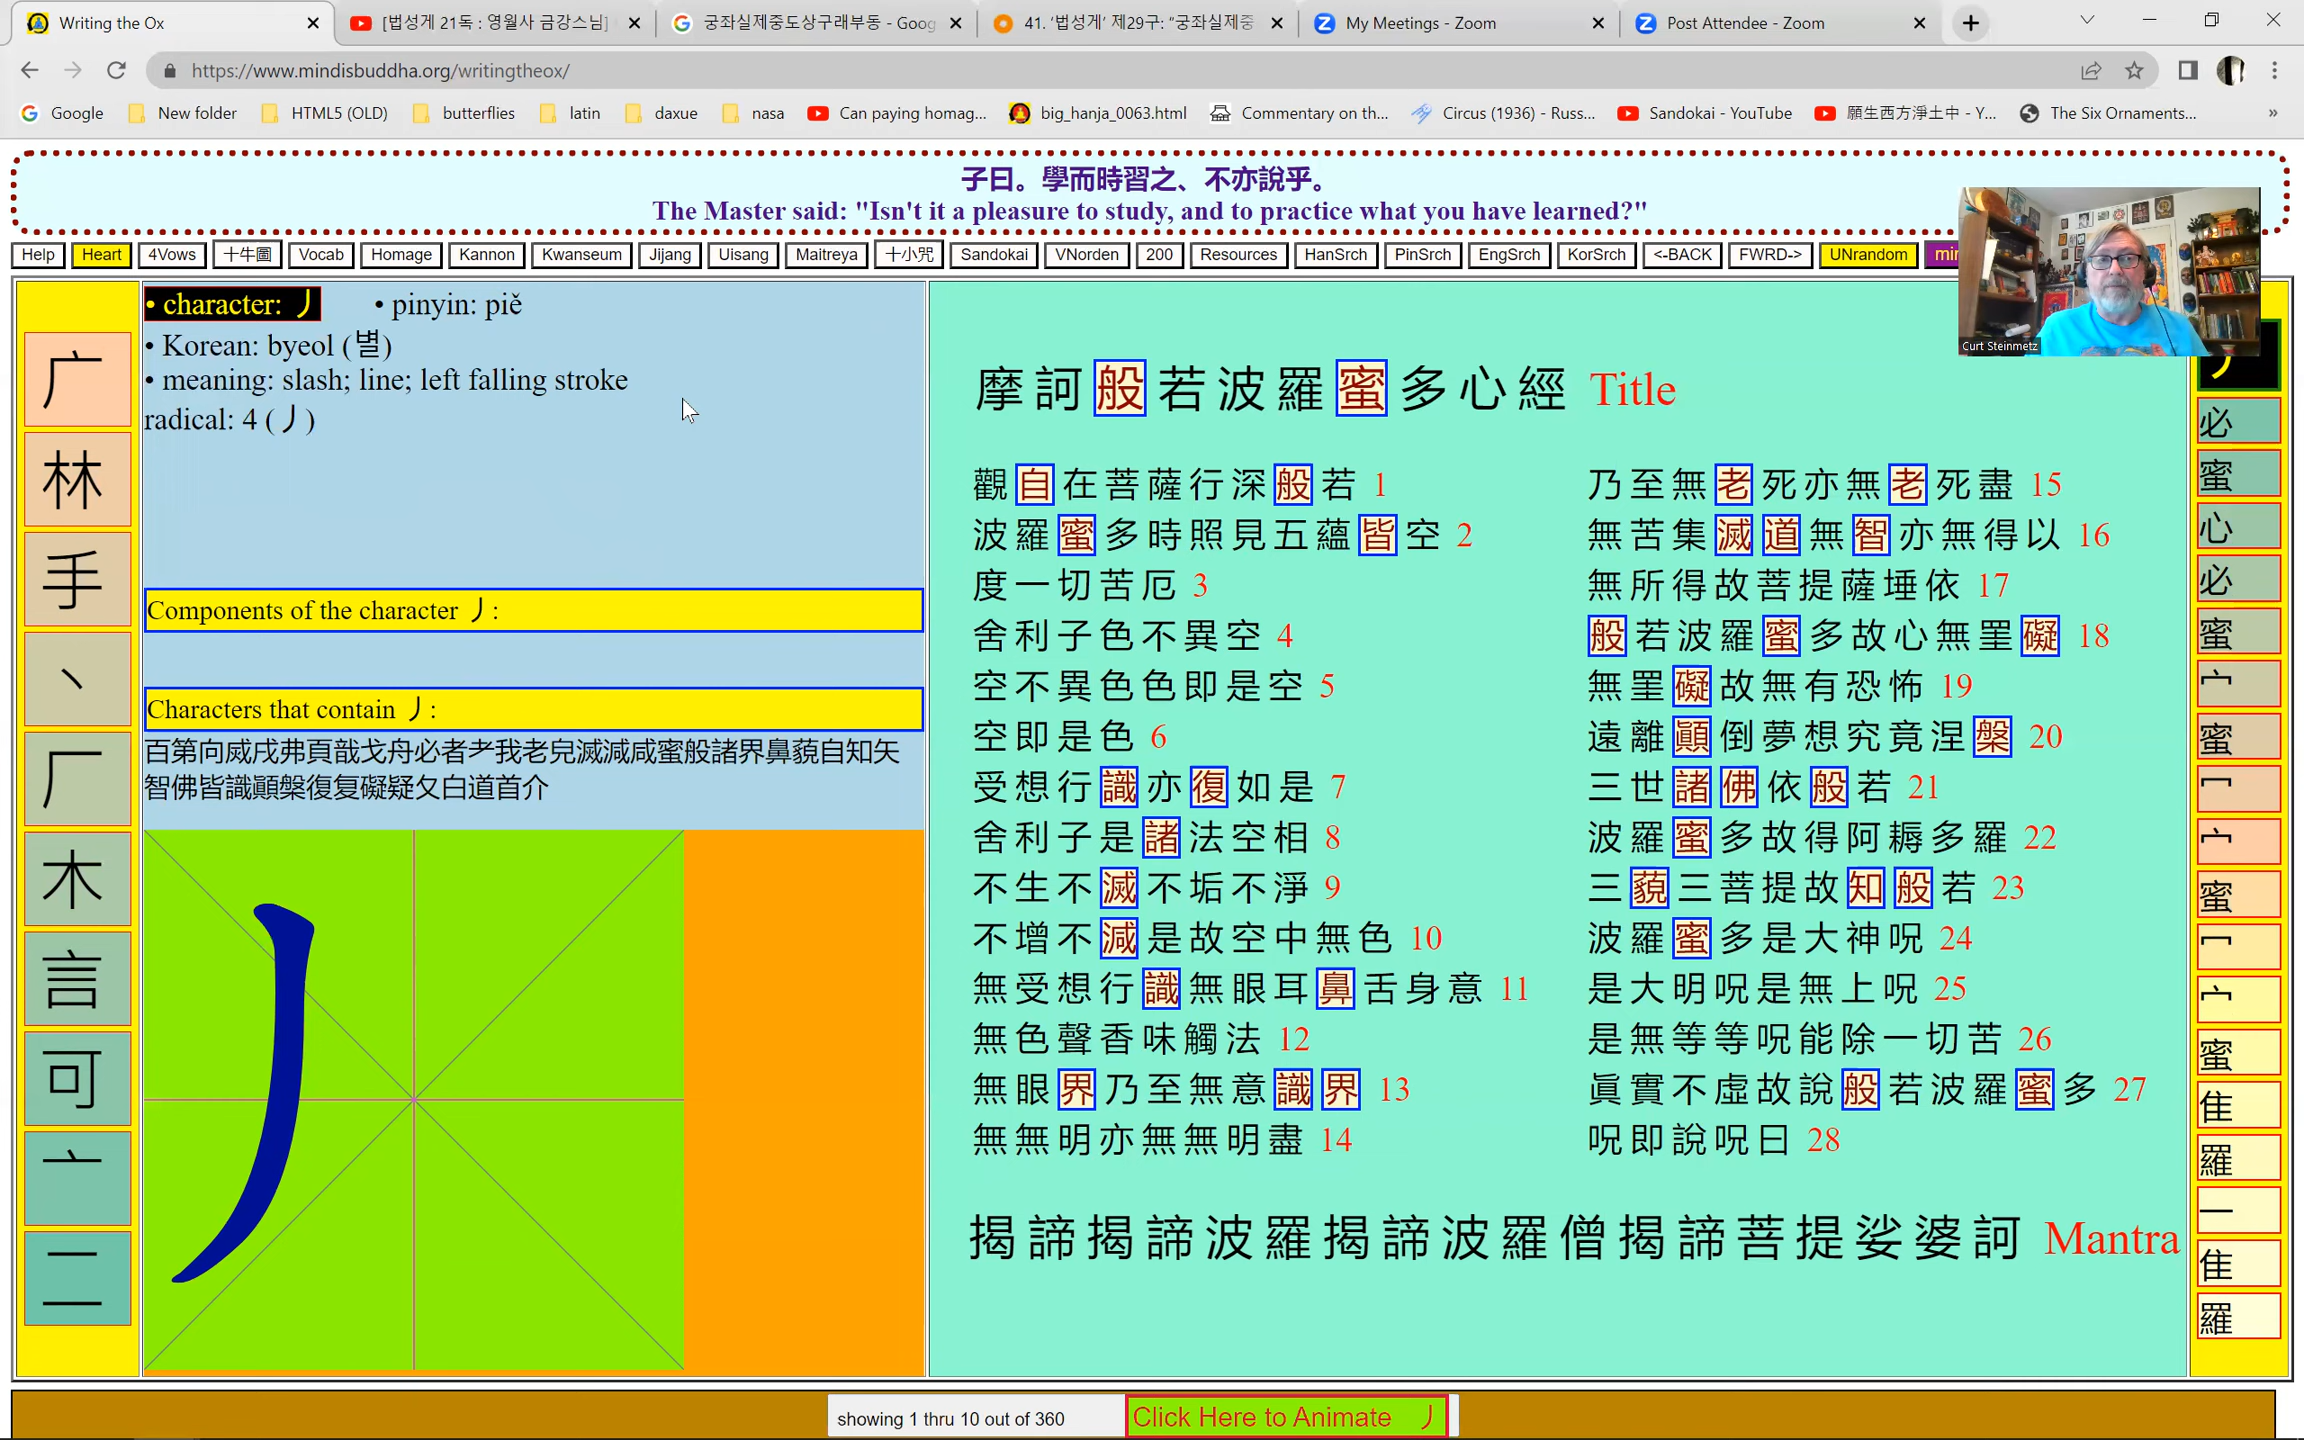 Writing the Ox
[법성게 21독 : 영월사 금강스님]
궁좌실제중도상구래부동 - Goog
41. '법성게' 제29구: "궁좌실제중
My Meetings - Zoom
Post Attendee - Zoom
https://www.mindisbuddha.org/writingtheox/
Google
New folder
HTML5 (OLD)
butterflies
latin
daxue
nasa
Can paying homag...
big_hanja_0063.html
Commentary on th...
Circus (1936) - Russ...
Sandokai - YouTube
願生西方淨土中 - Y...
The Six Ornaments...
子曰。學而時習之、不亦說乎。
The Master said: "Isn't it a pleasure to study, and to practice what you have learned?"
Help
Heart
4Vows
十牛圖
Vocab
Homage
Kannon
Kwanseum
Jijang
Uisang
Maitreya
十小咒
Sandokai
VNorden
200
Resources
HanSrch
PinSrch
EngSrch
KorSrch
<-BACK
FWRD->
UNrandom
Curt Steinmetz
广
林
手
丶
厂
木
言
可
亠
二
• character: 丿 • pinyin: piě
• Korean: byeol (별)
• meaning: slash; line; left falling stroke
radical: 4 (丿)
Components of the character 丿:
Characters that contain 丿:
百第向威戌弗頁戠戈舟必者耂我老兒滅減咸蜜般諸界鼻藐自知矢
智佛皆識顚槃復复礙疑夂白道首介
丿
摩訶般若波羅蜜多心經 Title
觀自在菩薩行深般若 1
波羅蜜多時照見五蘊皆空 2
度一切苦厄 3
舍利子色不異空 4
空不異色色即是空 5
空即是色 6
受想行識亦復如是 7
舍利子是諸法空相 8
不生不滅不垢不淨 9
不增不減是故空中無色 10
無受想行識無眼耳鼻舌身意 11
無色聲香味觸法 12
無眼界乃至無意識界 13
無無明亦無無明盡 14
乃至無老死亦無老死盡 15
無苦集滅道無智亦無得以 16
無所得故菩提薩埵依 17
般若波羅蜜多故心無罣礙 18
無罣礙故無有恐怖 19
遠離顚倒夢想究竟涅槃 20
三世諸佛依般若 21
波羅蜜多故得阿耨多羅 22
三藐三菩提故知般若 23
波羅蜜多是大神呪 24
是大明呪是無上呪 25
是無等等呪能除一切苦 26
眞實不虛故說般若波羅蜜多 27
呪即說呪曰 28
揭諦揭諦波羅揭諦波羅僧揭諦菩提娑婆訶 Mantra
必
蜜
心
必
蜜
宀
蜜
冖
宀
蜜
冖
宀
蜜
隹
羅
一
隹
羅
showing 1 thru 10 out of 360
Click Here to Animate 丿